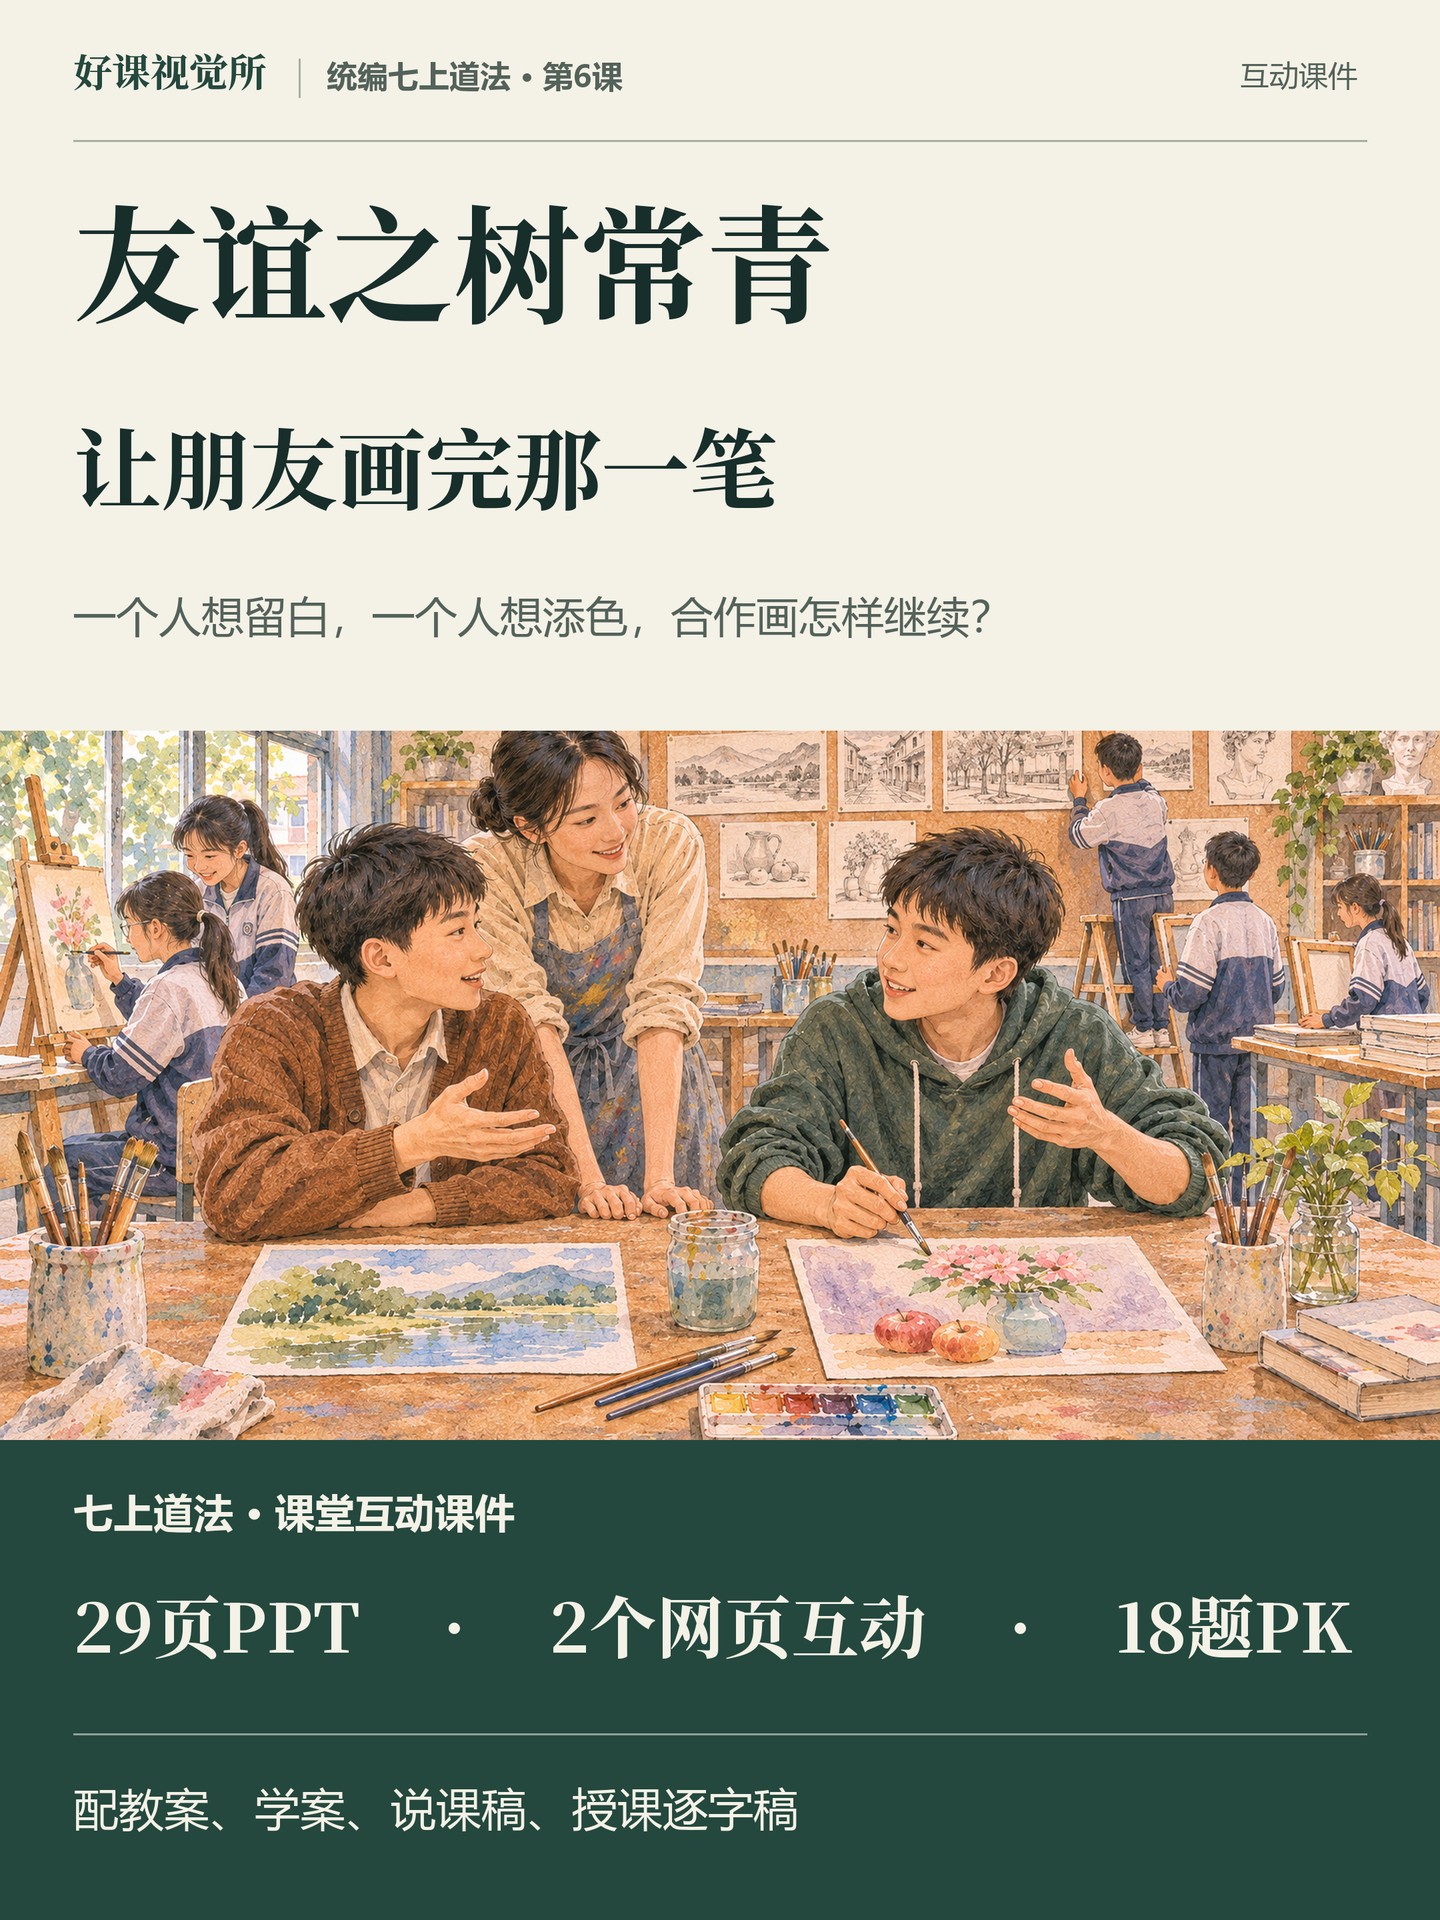 好课视觉所 | 统编七上道法·第6课 互动课件
友谊之树常青
让朋友画完那一笔
一个人想留白，一个人想添色，合作画怎样继续？
七上道法·课堂互动课件
29页PPT · 2个网页互动 · 18题PK
配教案、学案、说课稿、授课逐字稿